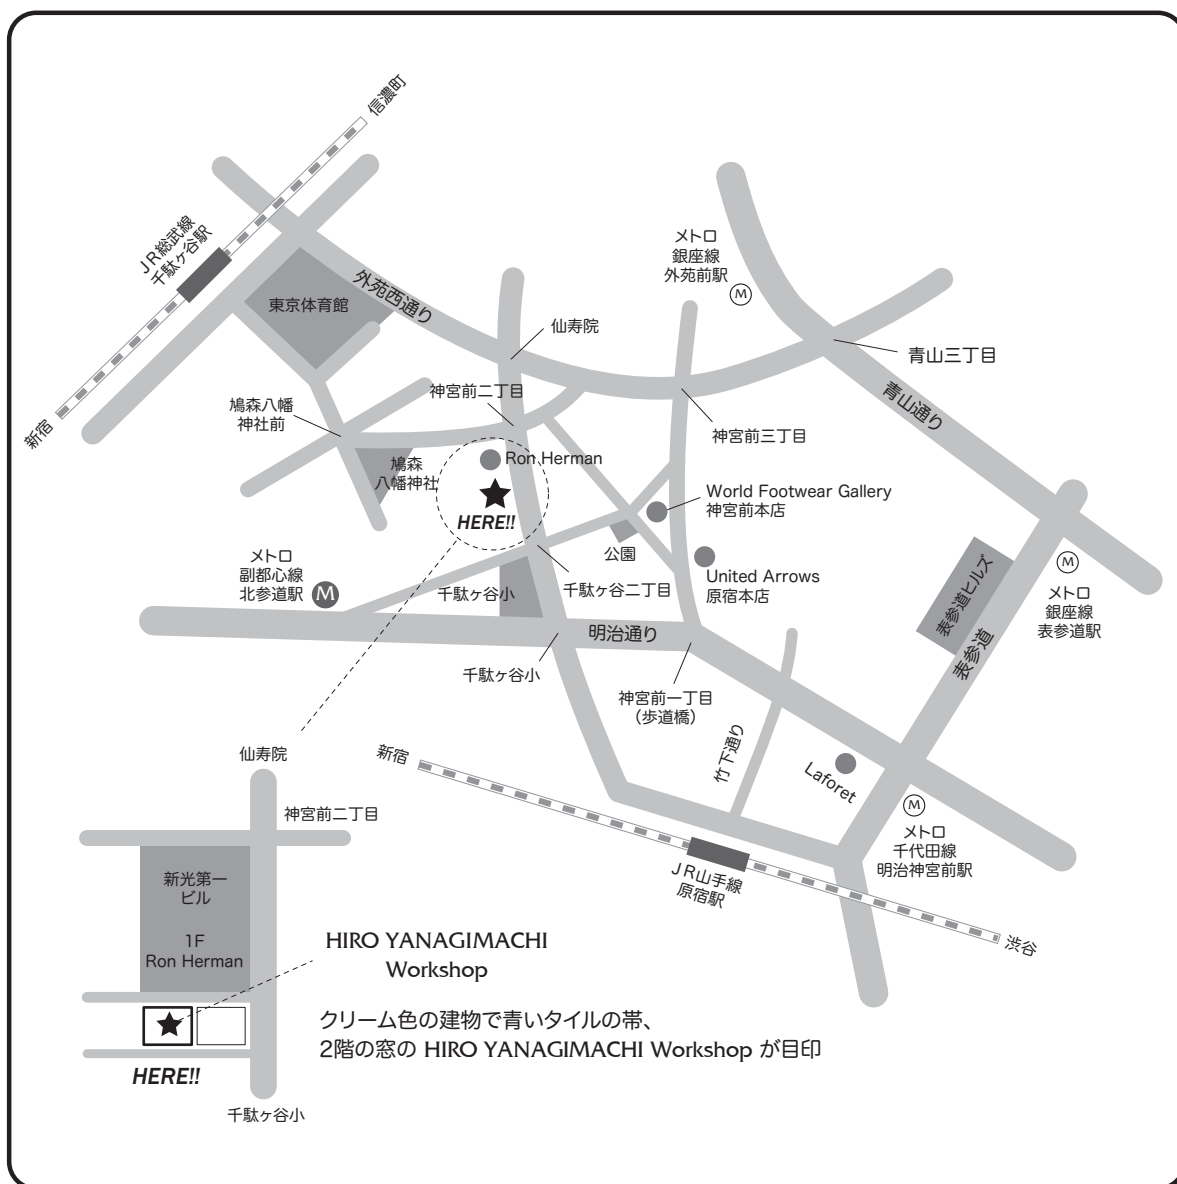 信濃町
JR総武線
千駄ヶ谷駅
新宿
東京体育館
外苑西通り
メトロ
銀座線
外苑前駅
M
仙寿院
青山三丁目
青山通り
神宮前二丁目
鳩森八幡
神社前
神宮前三丁目
鳩森
八幡神社
Ron Herman
HERE!!
World Footwear Gallery
神宮前本店
公園
United Arrows
原宿本店
メトロ
副都心線
北参道駅
M
千駄ヶ谷小
千駄ヶ谷二丁目
表参道ヒルズ
M
メトロ
銀座線
表参道駅
明治通り
表参道
千駄ヶ谷小
神宮前一丁目
（歩道橋）
竹下通り
新宿
Laforet
M
メトロ
千代田線
明治神宮前駅
JR山手線
原宿駅
渋谷
仙寿院
神宮前二丁目
新光第一
ビル
1F
Ron Herman
HIRO YANAGIMACHI
Workshop
クリーム色の建物で青いタイルの帯、
2階の窓の HIRO YANAGIMACHI Workshop が目印
HERE!!
千駄ヶ谷小